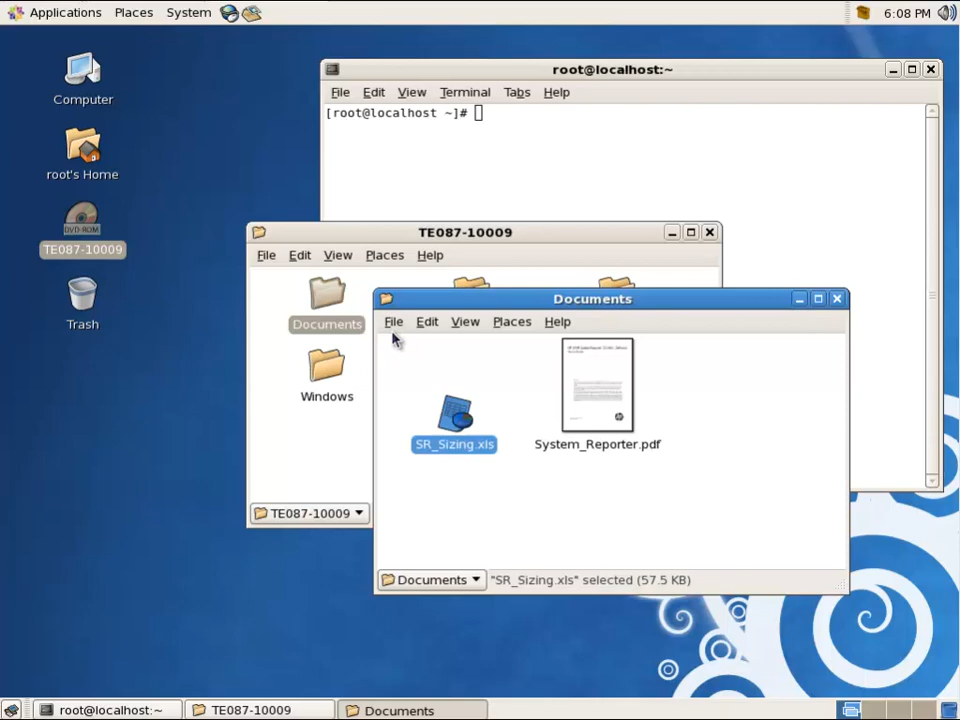 Applications Places System
6:08 PM
Computer
root's Home
DVD-ROM
TE087-10009
Trash
root@localhost:~
File Edit View Terminal Tabs Help
[root@localhost ~]#
TE087-10009
File Edit View Places Help
Documents
Windows
TE087-10009
Documents
File Edit View Places Help
SR_Sizing.xls
System_Reporter.pdf
Documents
"SR_Sizing.xls" selected (57.5 KB)
root@localhost:~
TE087-10009
Documents